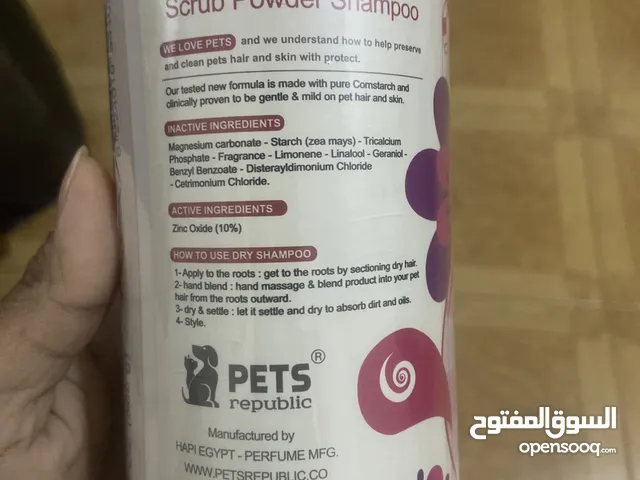 Scrub Powder Shampoo
WE LOVE PETS and we understand how to help preserve
and clean pets hair and skin with protect.
Our tested new formula is made with pure Cornstarch and
clinically proven to be gentle & mild on pet hair and skin.
INACTIVE INGREDIENTS
Magnesium carbonate - Starch (zea mays) - Tricalcium
Phosphate - Fragrance - Limonene - Linalool - Geraniol -
Benzyl Benzoate - Disterayldimonium Chloride
- Cetrimonium Chloride.
ACTIVE INGREDIENTS
Zinc Oxide (10%)
HOW TO USE DRY SHAMPOO
1- Apply to the roots : get to the roots by sectioning dry hair.
2- hand blend : hand massage & blend product into your pet
hair from the roots outward.
3- dry & settle : let it settle and dry to absorb dirt and oils.
4- Style.
PETS ®
republic
Manufactured by
HAPI EGYPT - PERFUME MFG.
WWW.PETSREPUBLIC.CO
السوق المفتوح
opensooq.com